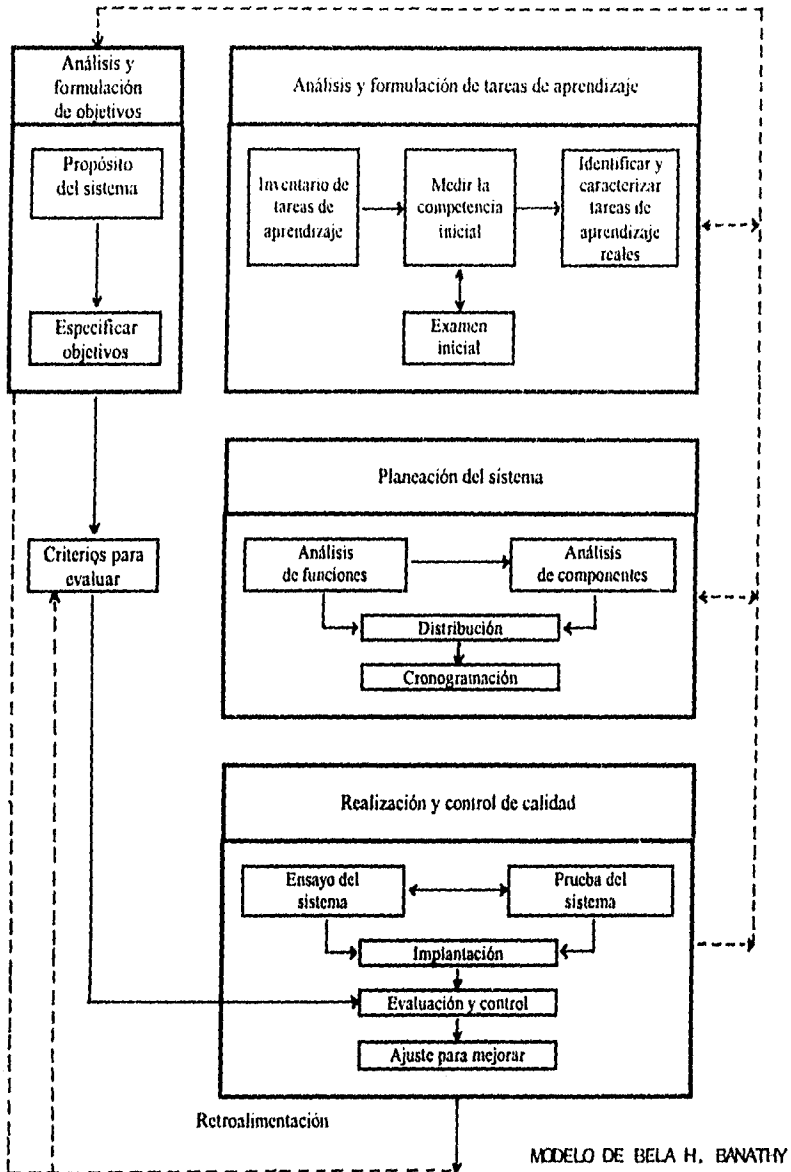 Análisis y
formulación
de objetivos
Propósito
del sistema
Especificar
objetivos
Criterios para
evaluar
Análisis y formulación de tareas de aprendizaje
Inventario de
tareas de
aprendizaje
Medir la
competencia
inicial
Identificar y
caracterizar
tareas de
aprendizaje
reales
Examen
inicial
Planeación del sistema
Análisis
de funciones
Análisis
de componentes
Distribución
Cronogramación
Realización y control de calidad
Ensayo del
sistema
Prueba del
sistema
Implantación
Evaluación y control
Ajuste para mejorar
Retroalimentación
MODELO DE BELA H. BANATHY